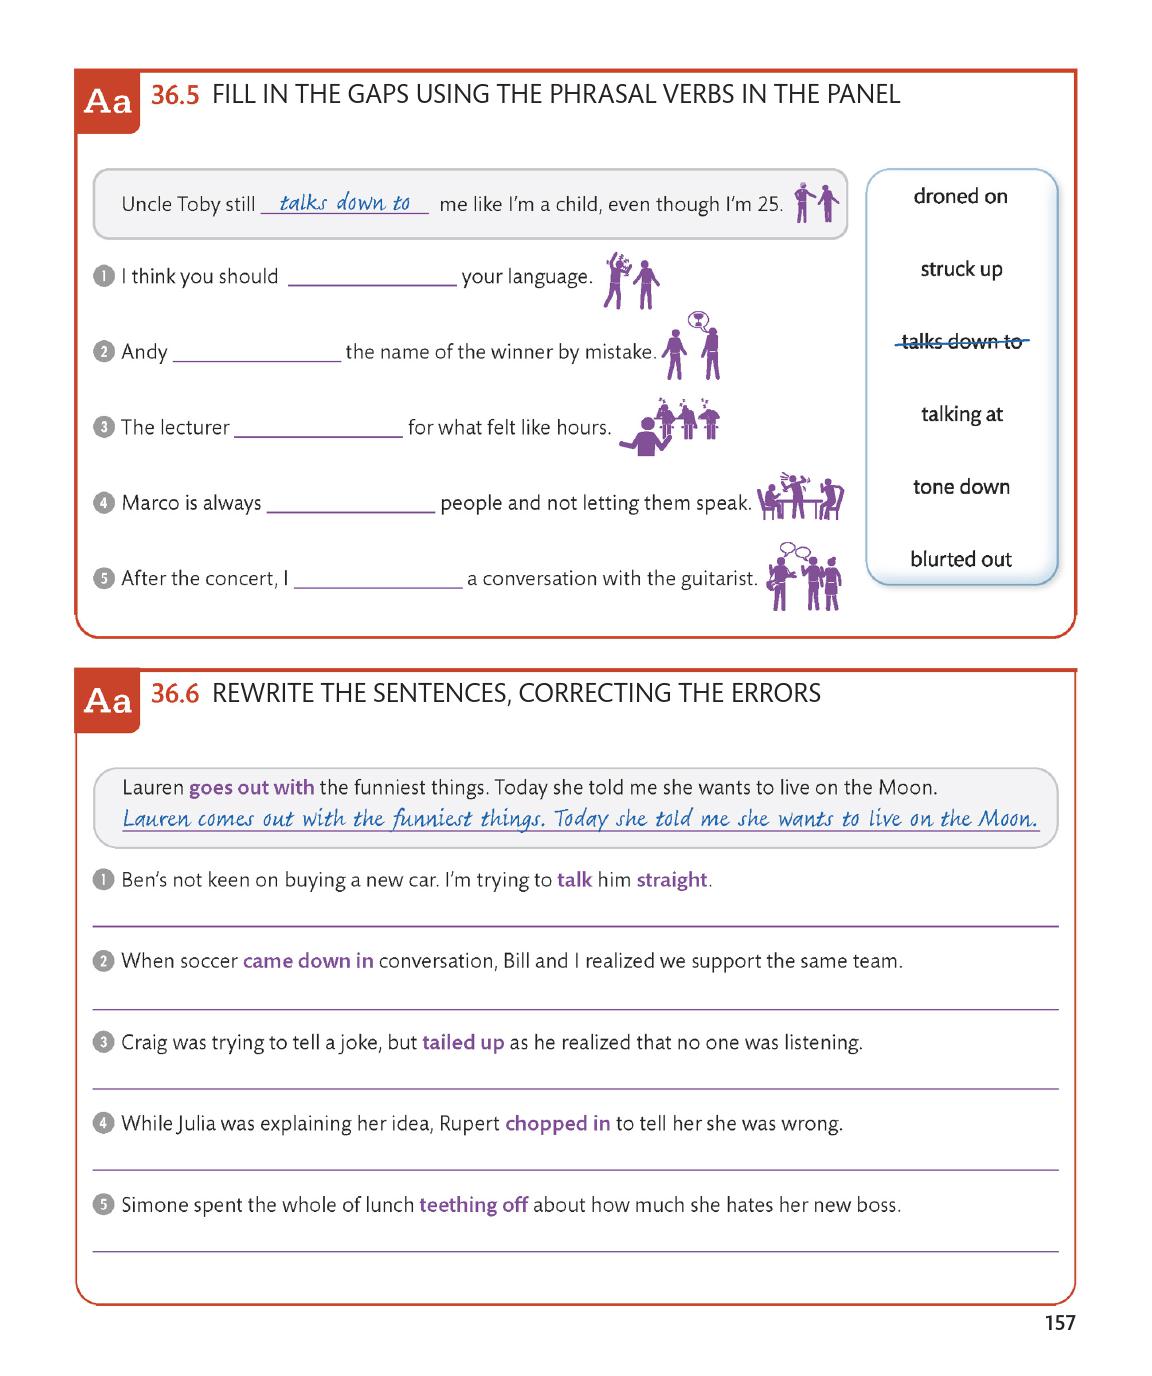 Aa 36.5 FILL IN THE GAPS USING THE PHRASAL VERBS IN THE PANEL
Uncle Toby still talks down to me like I'm a child, even though I'm 25.
1 I think you should ____________ your language.
2 Andy ____________ the name of the winner by mistake.
3 The lecturer ____________ for what felt like hours.
4 Marco is always ____________ people and not letting them speak.
5 After the concert, I ____________ a conversation with the guitarist.
droned on
struck up
talks down to
talking at
tone down
blurted out
Aa 36.6 REWRITE THE SENTENCES, CORRECTING THE ERRORS
Lauren goes out with the funniest things. Today she told me she wants to live on the Moon.
Lauren comes out with the funniest things. Today she told me she wants to live on the Moon.
1 Ben's not keen on buying a new car. I'm trying to talk him straight.
2 When soccer came down in conversation, Bill and I realized we support the same team.
3 Craig was trying to tell a joke, but tailed up as he realized that no one was listening.
4 While Julia was explaining her idea, Rupert chopped in to tell her she was wrong.
5 Simone spent the whole of lunch teething off about how much she hates her new boss.
157